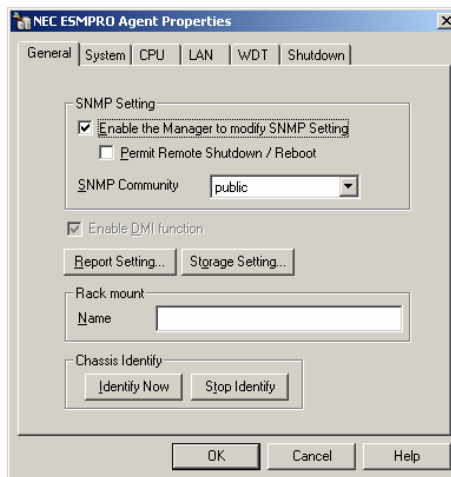 NEC ESMPRO Agent Properties
General System CPU LAN WDT Shutdown
SNMP Setting
Enable the Manager to modify SNMP Setting
Permit Remote Shutdown / Reboot
SNMP Community public
Enable DMI function
Report Setting... Storage Setting...
Rack mount
Name
Chassis Identify
Identify Now Stop Identify
OK Cancel Help